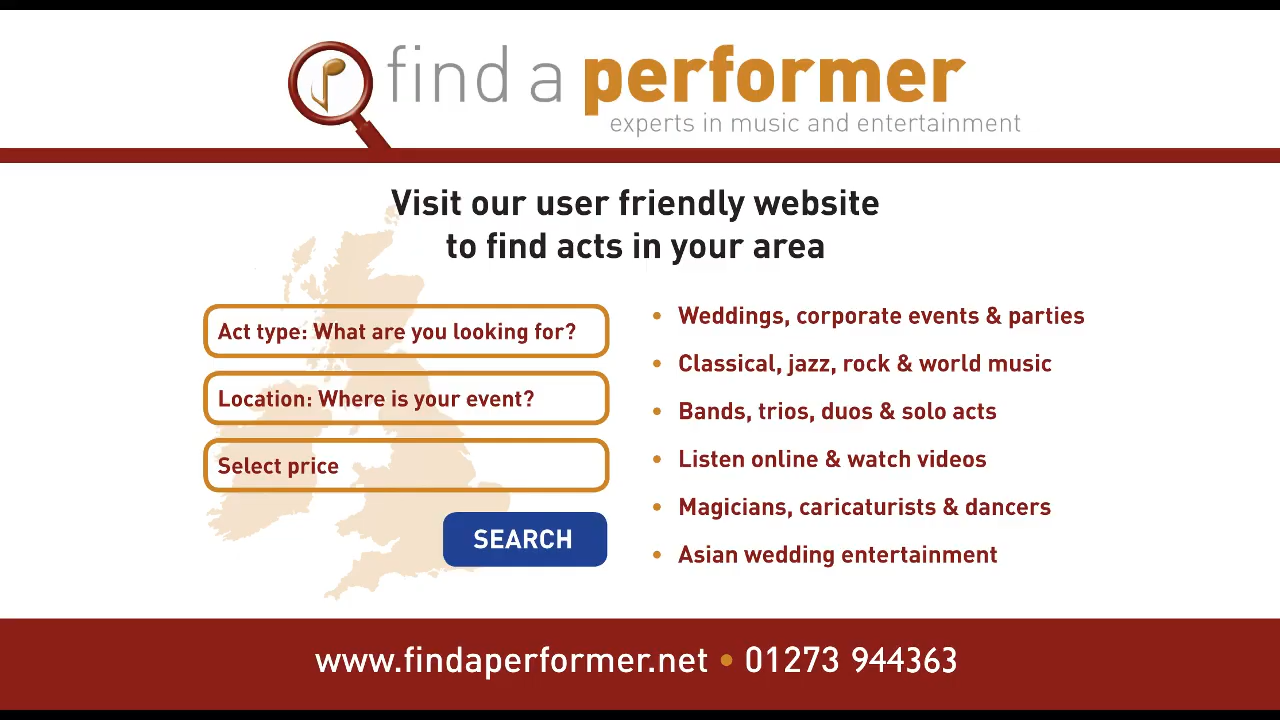 find a performer
experts in music and entertainment
Visit our user friendly website
to find acts in your area
Act type: What are you looking for?
Location: Where is your event?
Select price
SEARCH
• Weddings, corporate events & parties
• Classical, jazz, rock & world music
• Bands, trios, duos & solo acts
• Listen online & watch videos
• Magicians, caricaturists & dancers
• Asian wedding entertainment
www.findaperformer.net • 01273 944363